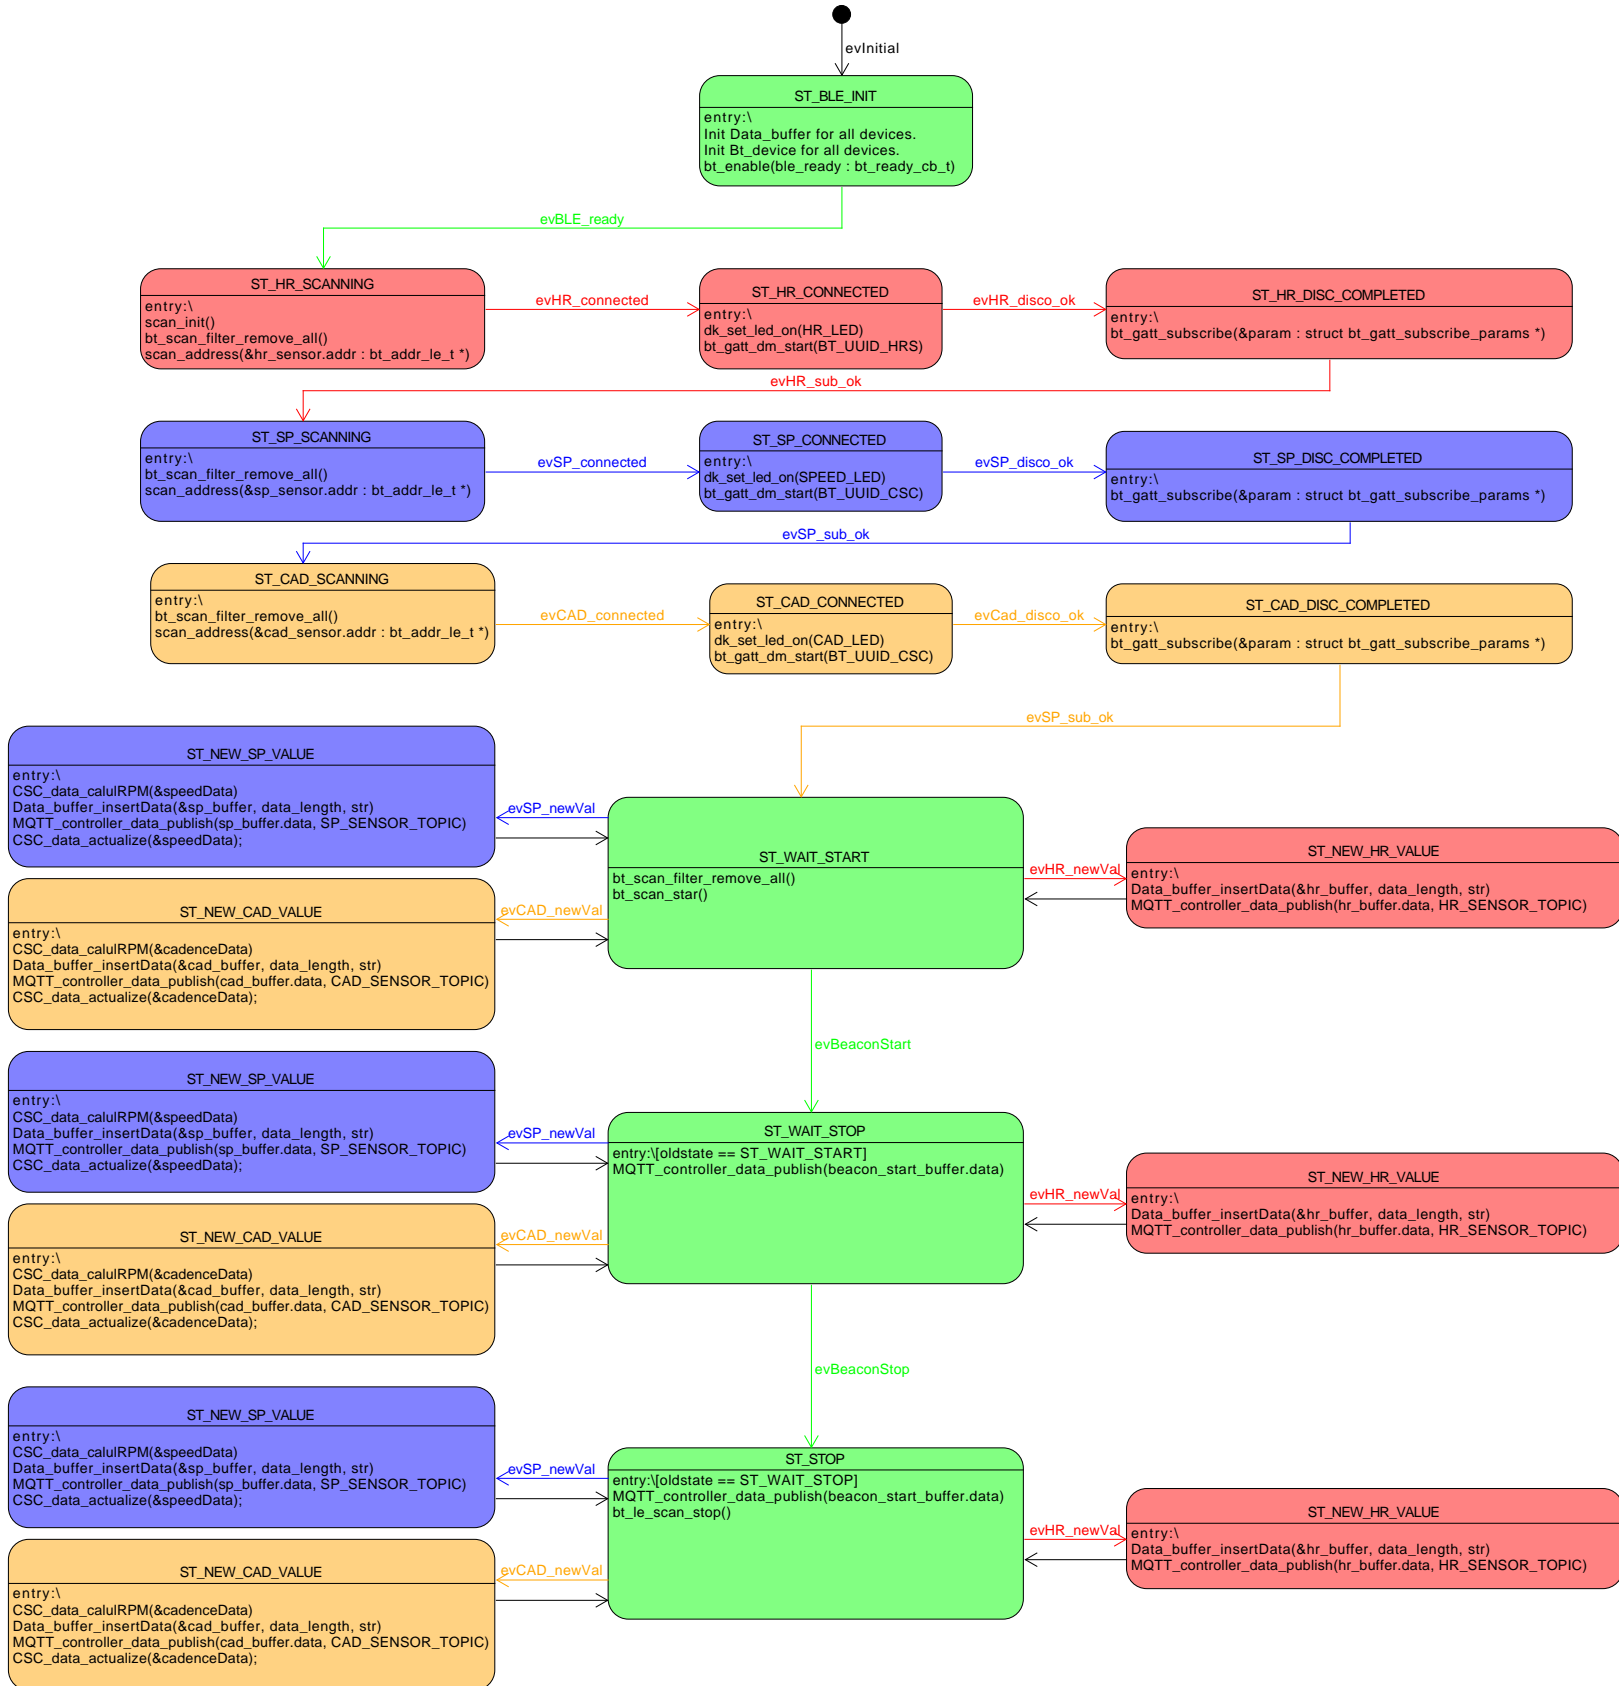 evInitial
ST_BLE_INIT
entry:\
Init Data_buffer for all devices.
Init Bt_device for all devices.
bt_enable(ble_ready : bt_ready_cb_t)
evBLE_ready
ST_HR_SCANNING
entry:\
scan_init()
bt_scan_filter_remove_all()
scan_address(&hr_sensor.addr : bt_addr_le_t *)
evHR_connected
ST_HR_CONNECTED
entry:\
dk_set_led_on(HR_LED)
bt_gatt_dm_start(BT_UUID_HRS)
evHR_disco_ok
ST_HR_DISC_COMPLETED
entry:\
bt_gatt_subscribe(&param : struct bt_gatt_subscribe_params *)
evHR_sub_ok
ST_SP_SCANNING
entry:\
bt_scan_filter_remove_all()
scan_address(&sp_sensor.addr : bt_addr_le_t *)
evSP_connected
ST_SP_CONNECTED
entry:\
dk_set_led_on(SPEED_LED)
bt_gatt_dm_start(BT_UUID_CSC)
evSP_disco_ok
ST_SP_DISC_COMPLETED
entry:\
bt_gatt_subscribe(&param : struct bt_gatt_subscribe_params *)
evSP_sub_ok
ST_CAD_SCANNING
entry:\
bt_scan_filter_remove_all()
scan_address(&cad_sensor.addr : bt_addr_le_t *)
evCAD_connected
ST_CAD_CONNECTED
entry:\
dk_set_led_on(CAD_LED)
bt_gatt_dm_start(BT_UUID_CSC)
evCad_disco_ok
ST_CAD_DISC_COMPLETED
entry:\
bt_gatt_subscribe(&param : struct bt_gatt_subscribe_params *)
evSP_sub_ok
ST_NEW_SP_VALUE
entry:\
CSC_data_calulRPM(&speedData)
Data_buffer_insertData(&sp_buffer, data_length, str)
MQTT_controller_data_publish(sp_buffer.data, SP_SENSOR_TOPIC)
CSC_data_actualize(&speedData);
evSP_newVal
ST_NEW_CAD_VALUE
entry:\
CSC_data_calulRPM(&cadenceData)
Data_buffer_insertData(&cad_buffer, data_length, str)
MQTT_controller_data_publish(cad_buffer.data, CAD_SENSOR_TOPIC)
CSC_data_actualize(&cadenceData);
evCAD_newVal
ST_WAIT_START
bt_scan_filter_remove_all()
bt_scan_star()
evHR_newVal
ST_NEW_HR_VALUE
entry:\
Data_buffer_insertData(&hr_buffer, data_length, str)
MQTT_controller_data_publish(hr_buffer.data, HR_SENSOR_TOPIC)
evBeaconStart
ST_NEW_SP_VALUE
entry:\
CSC_data_calulRPM(&speedData)
Data_buffer_insertData(&sp_buffer, data_length, str)
MQTT_controller_data_publish(sp_buffer.data, SP_SENSOR_TOPIC)
CSC_data_actualize(&speedData);
evSP_newVal
ST_NEW_CAD_VALUE
entry:\
CSC_data_calulRPM(&cadenceData)
Data_buffer_insertData(&cad_buffer, data_length, str)
MQTT_controller_data_publish(cad_buffer.data, CAD_SENSOR_TOPIC)
CSC_data_actualize(&cadenceData);
evCAD_newVal
ST_WAIT_STOP
entry:\[oldstate == ST_WAIT_START]
MQTT_controller_data_publish(beacon_start_buffer.data)
evHR_newVal
ST_NEW_HR_VALUE
entry:\
Data_buffer_insertData(&hr_buffer, data_length, str)
MQTT_controller_data_publish(hr_buffer.data, HR_SENSOR_TOPIC)
evBeaconStop
ST_NEW_SP_VALUE
entry:\
CSC_data_calulRPM(&speedData)
Data_buffer_insertData(&sp_buffer, data_length, str)
MQTT_controller_data_publish(sp_buffer.data, SP_SENSOR_TOPIC)
CSC_data_actualize(&speedData);
evSP_newVal
ST_NEW_CAD_VALUE
entry:\
CSC_data_calulRPM(&cadenceData)
Data_buffer_insertData(&cad_buffer, data_length, str)
MQTT_controller_data_publish(cad_buffer.data, CAD_SENSOR_TOPIC)
CSC_data_actualize(&cadenceData);
evCAD_newVal
ST_STOP
entry:\[oldstate == ST_WAIT_STOP]
MQTT_controller_data_publish(beacon_start_buffer.data)
bt_le_scan_stop()
evHR_newVal
ST_NEW_HR_VALUE
entry:\
Data_buffer_insertData(&hr_buffer, data_length, str)
MQTT_controller_data_publish(hr_buffer.data, HR_SENSOR_TOPIC)